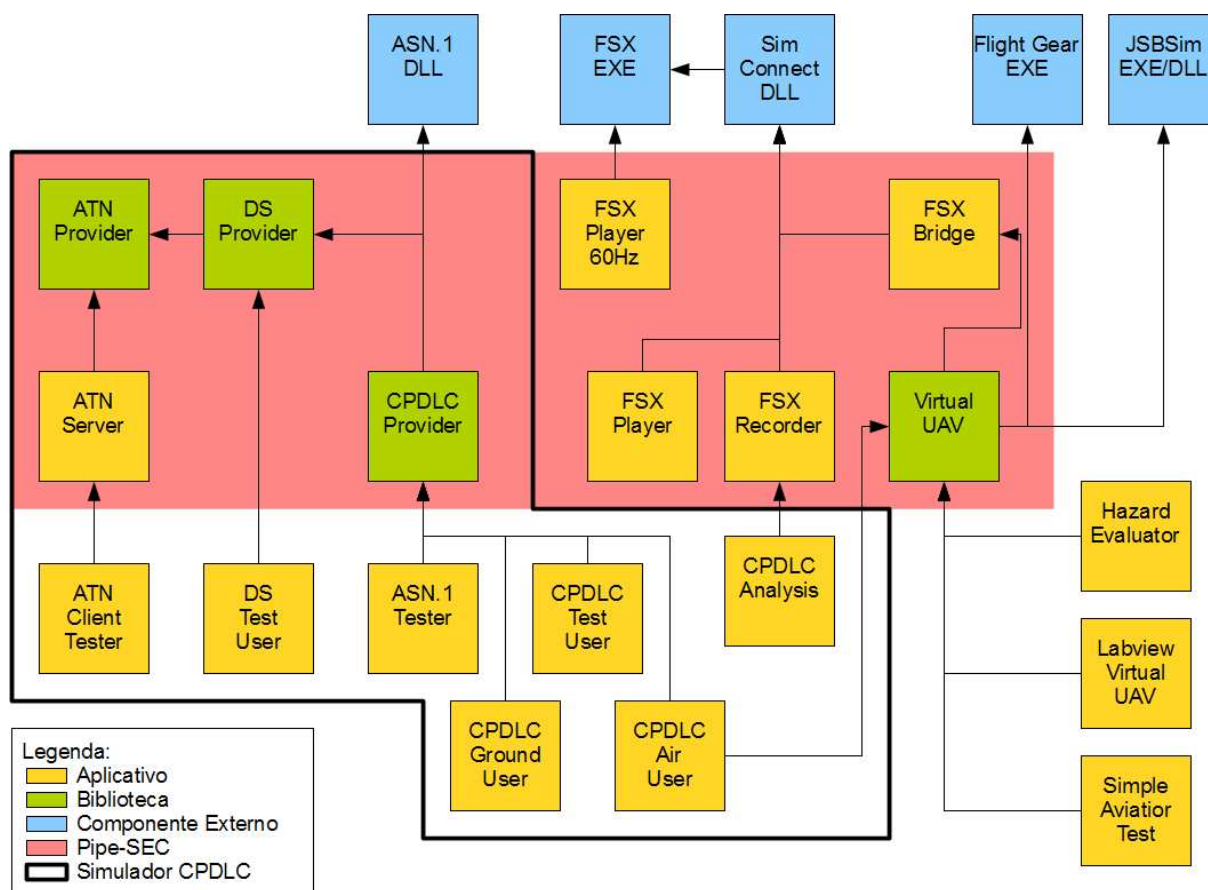 ASN.1
DLL
FSX
EXE
Sim
Connect
DLL
Flight Gear
EXE
JSBSim
EXE/DLL
ATN
Provider
DS
Provider
FSX
Player
60Hz
FSX
Bridge
ATN
Server
CPDLC
Provider
FSX
Player
FSX
Recorder
Virtual
UAV
Hazard
Evaluator
ATN
Client
Tester
DS
Test
User
ASN.1
Tester
CPDLC
Test
User
CPDLC
Analysis
Labview
Virtual
UAV
CPDLC
Ground
User
CPDLC
Air
User
Simple
Aviatior
Test
Legenda:
Aplicativo
Biblioteca
Componente Externo
Pipe-SEC
Simulador CPDLC